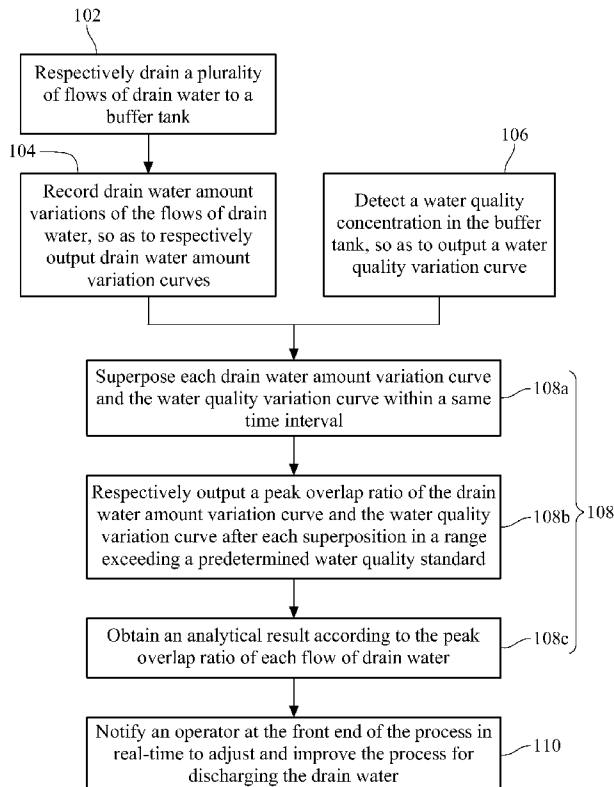 102
Respectively drain a plurality
of flows of drain water to a
buffer tank
104
Record drain water amount
variations of the flows of drain
water, so as to respectively
output drain water amount
variation curves
106
Detect a water quality
concentration in the buffer
tank, so as to output a water
quality variation curve
Superpose each drain water amount variation curve
and the water quality variation curve within a same
time interval
108a
Respectively output a peak overlap ratio of the drain
water amount variation curve and the water quality
variation curve after each superposition in a range
exceeding a predetermined water quality standard
108b
108
Obtain an analytical result according to the peak
overlap ratio of each flow of drain water
108c
Notify an operator at the front end of the process in
real-time to adjust and improve the process for
discharging the drain water
110